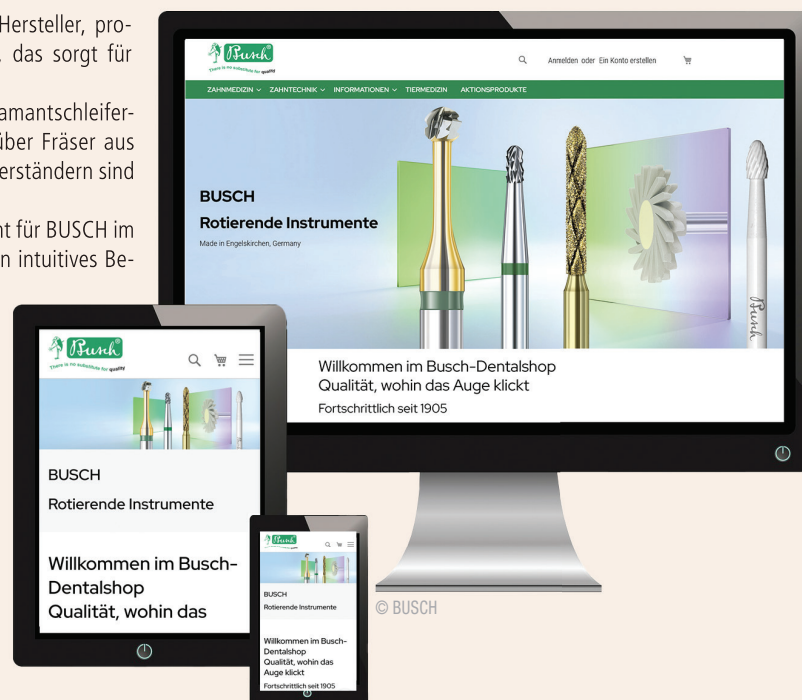 Hersteller, pro-
das sorgt für
amantschleifer-
über Fräser aus
erständern sind
t für BUSCH im
n intuitives Be-
Busch®
There is no substitute for quality
Anmelden oder Ein Konto erstellen
ZAHNMEDIZIN ZAHNTECHNIK INFORMATIONEN TIERMEDIZIN AKTIONSPRODUKTE
BUSCH
Rotierende Instrumente
Made in Engelskirchen, Germany
Busch
Willkommen im Busch-Dentalshop
Qualität, wohin das Auge klickt
Fortschrittlich seit 1905
Busch®
There is no substitute for quality
BUSCH
Rotierende Instrumente
Willkommen im Busch-
Dentalshop
Qualität, wohin das
Busch
BUSCH
Rotierende Instrumente
Willkommen im Busch-
Dentalshop
Qualität, wohin das
Auge klickt
Fortschrittlich seit 1905
© BUSCH